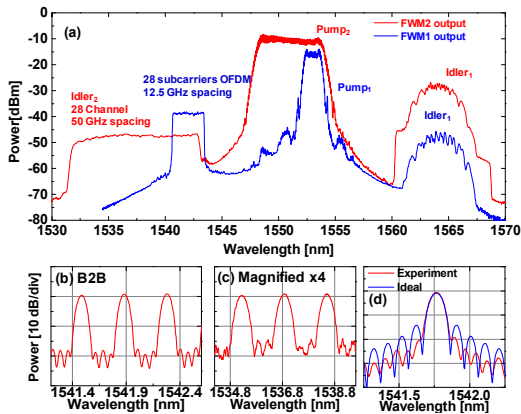 (a)
Pump2
FWM2 output
FWM1 output
28 subcarriers OFDM
12.5 GHz spacing
Idler2
28 Channel
50 GHz spacing
Pump1
Idler1
Idler1
Power[dBm]
0
-10
-20
-30
-40
-50
-60
-70
-80
1530 1535 1540 1545 1550 1555 1560 1565 1570
Wavelength [nm]
(b) B2B
(c) Magnified x4
(d)
Experiment
Ideal
Power [10 dB/div]
1541.4 1541.9 1542.4
1534.8 1536.8 1538.8
1541.5 1542.0
Wavelength [nm]
Wavelength [nm]
Wavelength [nm]